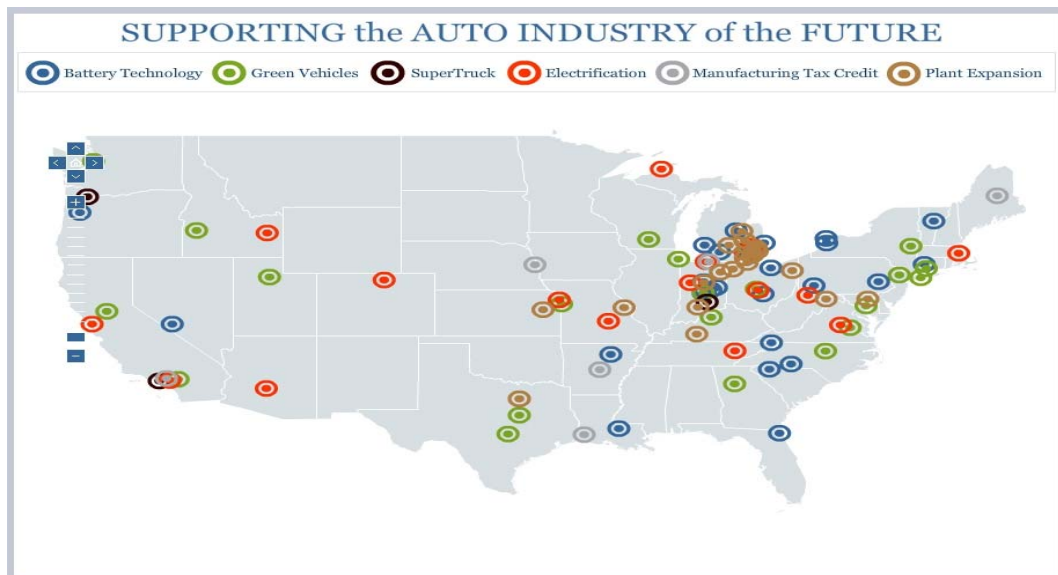 SUPPORTING the AUTO INDUSTRY of the FUTURE
Battery Technology Green Vehicles SuperTruck Electrification Manufacturing Tax Credit Plant Expansion